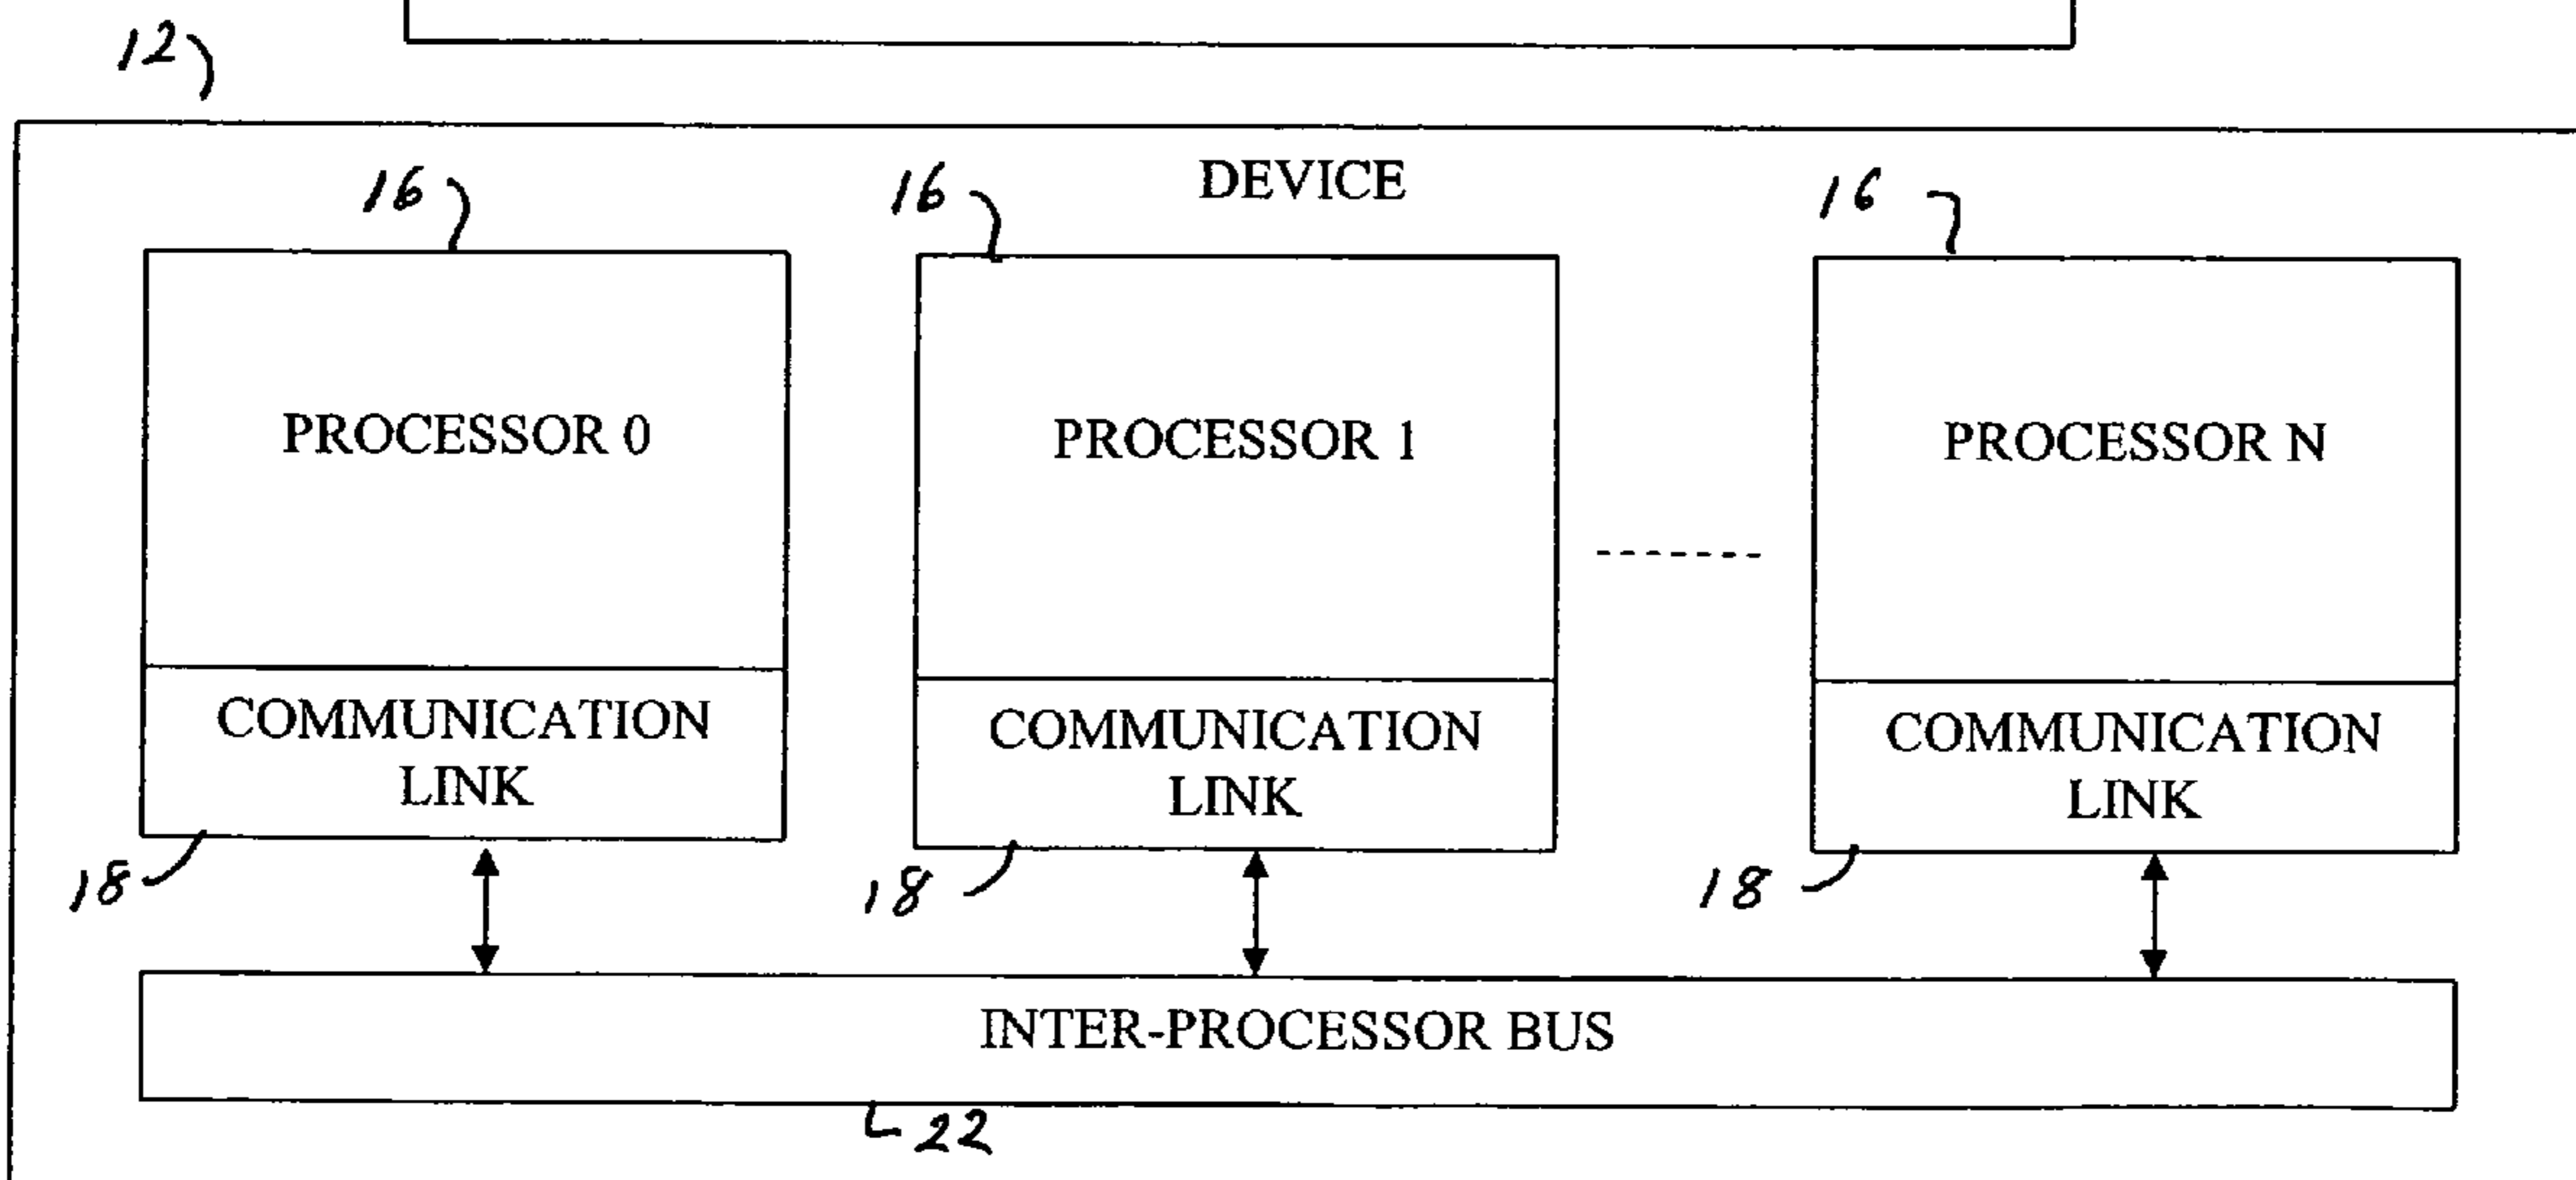 12
DEVICE
16
16
16
PROCESSOR 0
PROCESSOR 1
PROCESSOR N
COMMUNICATION
LINK
COMMUNICATION
LINK
COMMUNICATION
LINK
18
18
18
INTER-PROCESSOR BUS
22